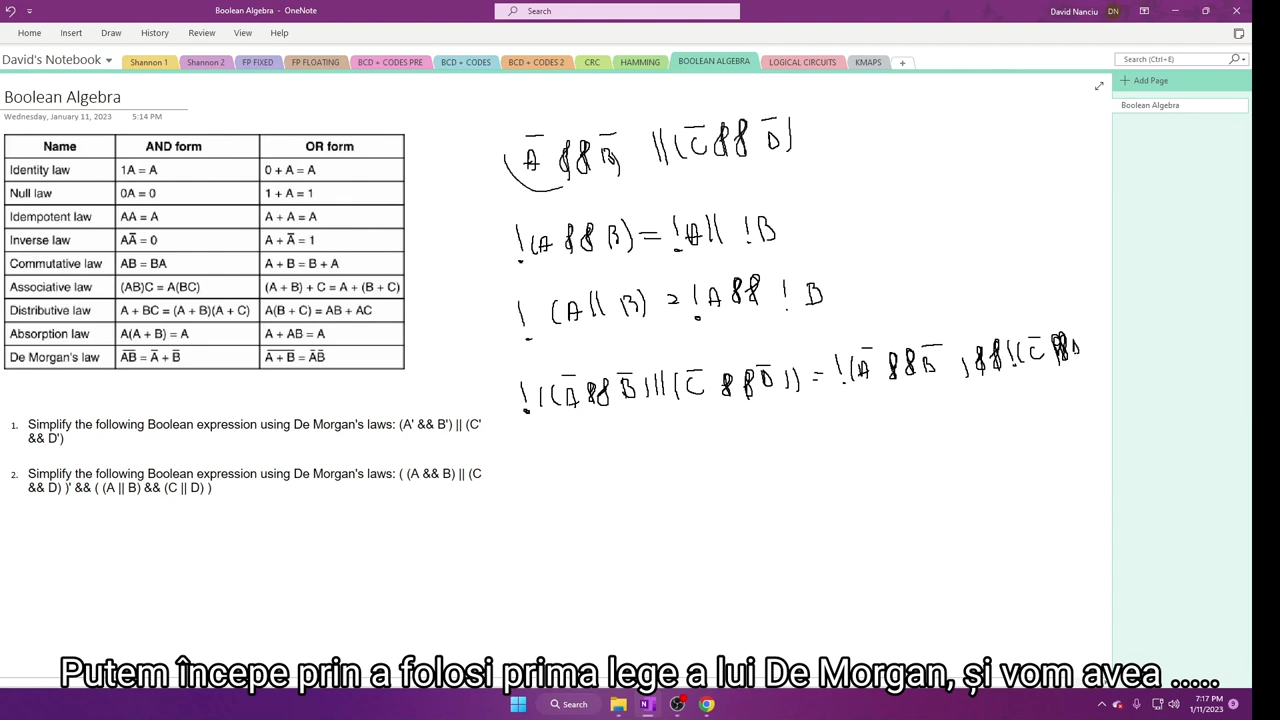 Boolean Algebra - OneNote
Search
David Nanciu DN
Home Insert Draw History Review View Help
David's Notebook Shannon 1 Shannon 2 FP FIXED FP FLOATING BCD + CODES PRE BCD + CODES BCD + CODES 2 CRC HAMMING BOOLEAN ALGEBRA LOGICAL CIRCUITS KMAPS +
Search (Ctrl+E)
Add Page
Boolean Algebra
Boolean Algebra
Wednesday, January 11, 2023 5:14 PM
Name AND form OR form
Identity law 1A = A 0 + A = A
Null law 0A = 0 1 + A = 1
Idempotent law AA = A A + A = A
Inverse law AA̅ = 0 A + A̅ = 1
Commutative law AB = BA A + B = B + A
Associative law (AB)C = A(BC) (A + B) + C = A + (B + C)
Distributive law A + BC = (A + B)(A + C) A(B + C) = AB + AC
Absorption law A(A + B) = A A + AB = A
De Morgan's law A̅B̅ = A̅ + B̅ A̅+̅B̅ = A̅B̅
(A̅ && B̅) || (C̅ && D̅)
!(A && B) = !A || !B
!(A || B) = !A && !B
!((A̅ && B̅) || (C̅ && D̅)) = !(A̅ && B̅) && !(C̅ && D
1. Simplify the following Boolean expression using De Morgan's laws: (A' && B') || (C'
&& D')
2. Simplify the following Boolean expression using De Morgan's laws: ( (A && B) || (C
&& D) )' && ( (A || B) && (C || D) )
Putem începe prin a folosi prima lege a lui De Morgan, și vom avea .....
Search
7:17 PM
1/11/2023